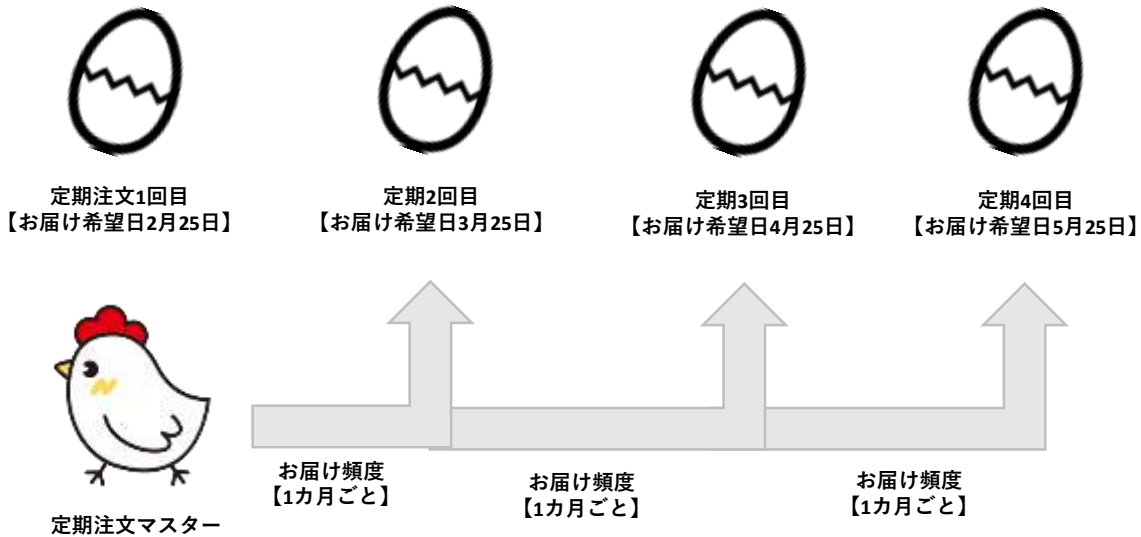 定期注文1回目
【お届け希望日2月25日】
定期2回目
【お届け希望日3月25日】
定期3回目
【お届け希望日4月25日】
定期4回目
【お届け希望日5月25日】
お届け頻度
【1カ月ごと】
お届け頻度
【1カ月ごと】
お届け頻度
【1カ月ごと】
定期注文マスター